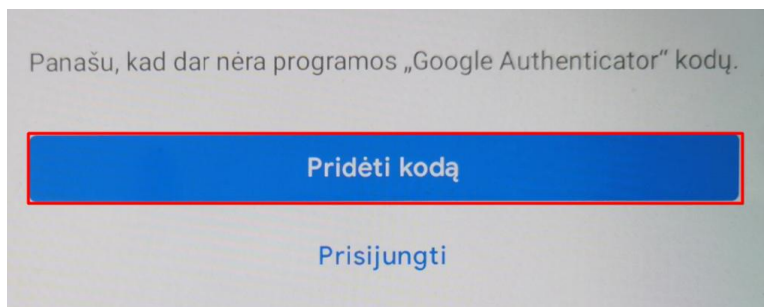 Panašu, kad dar nėra programos „Google Authenticator“ kodų.
Pridėti kodą
Prisijungti